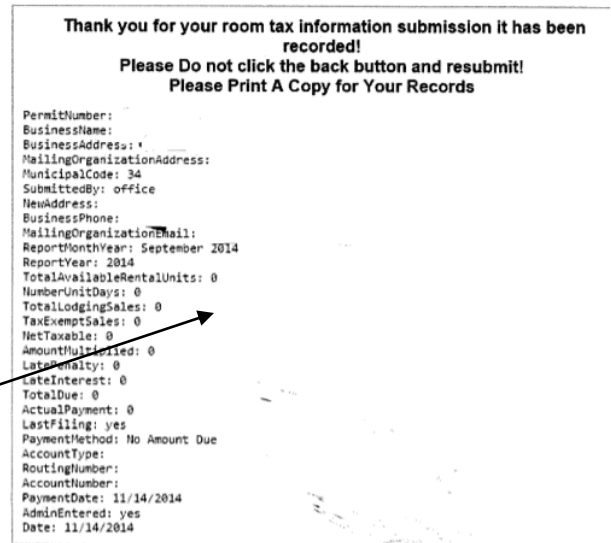 Thank you for your room tax information submission it has been
recorded!
Please Do not click the back button and resubmit!
Please Print A Copy for Your Records
PermitNumber:
BusinessName:
BusinessAddress:
MailingOrganizationAddress:
MunicipalCode: 34
SubmittedBy: office
NewAddress:
BusinessPhone:
MailingOrganizationEmail:
ReportMonthYear: September 2014
ReportYear: 2014
TotalAvailableRentalUnits: 0
NumberUnitDays: 0
TotalLodgingSales: 0
TaxExemptSales: 0
NetTaxable: 0
AmountMultiplied: 0
LatePenalty: 0
LateInterest: 0
TotalDue: 0
ActualPayment: 0
LastFiling: yes
PaymentMethod: No Amount Due
AccountType:
RoutingNumber:
AccountNumber:
PaymentDate: 11/14/2014
AdminEntered: yes
Date: 11/14/2014